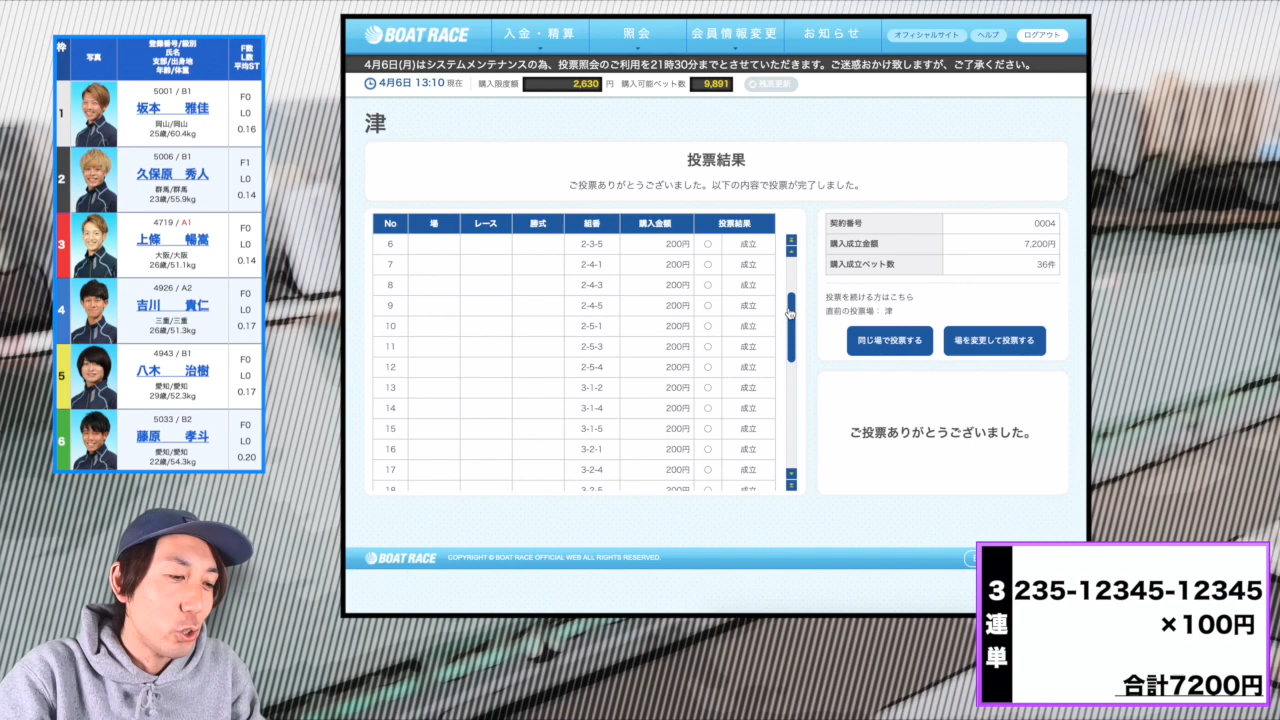 枠
写真
登録番号/級別
氏名
支部/出身地
年齢/体重
F数
L数
平均ST
1
5001 / B1
坂本 雅佳
岡山/岡山
25歳/60.4kg
F0
L0
0.16
2
5006 / B1
久保原 秀人
群馬/群馬
23歳/55.9kg
F1
L0
0.14
3
4719 / A1
上條 暢嵩
大阪/大阪
26歳/51.1kg
F0
L0
0.14
4
4926 / A2
吉川 貴仁
三重/三重
26歳/51.3kg
F0
L0
0.17
5
4943 / B1
八木 治樹
愛知/愛知
29歳/52.3kg
F0
L0
0.17
6
5033 / B2
藤原 孝斗
愛知/愛知
22歳/54.3kg
F0
L0
0.20
BOAT RACE 入金・精算 照会 会員情報変更 お知らせ オフィシャルサイト ヘルプ ログアウト
4月6日(月)はシステムメンテナンスの為、投票照会のご利用を21時30分までとさせていただきます。ご迷惑おかけ致しますが、ご了承ください。
4月6日 13:10 現在 購入限度額 2,630 円 購入可能ベット数 9,891 残高更新
津
投票結果
ご投票ありがとうございました。以下の内容で投票が完了しました。
No 場 レース 勝式 組番 購入金額 投票結果
6 2-3-5 200円 ○ 成立
7 2-4-1 200円 ○ 成立
8 2-4-3 200円 ○ 成立
9 2-4-5 200円 ○ 成立
10 2-5-1 200円 ○ 成立
11 2-5-3 200円 ○ 成立
12 2-5-4 200円 ○ 成立
13 3-1-2 200円 ○ 成立
14 3-1-4 200円 ○ 成立
15 3-1-5 200円 ○ 成立
16 3-2-1 200円 ○ 成立
17 3-2-4 200円 ○ 成立
18 3-2-5 200円 ○ 成立
契約番号 0004
購入成立金額 7,200円
購入成立ベット数 36件
投票を続ける方はこちら
直前の投票場： 津
同じ場で投票する 場を変更して投票する
ご投票ありがとうございました。
BOAT RACE COPYRIGHT © BOAT RACE OFFICIAL WEB ALL RIGHTS RESERVED.
3連単
235-12345-12345
×100円
合計7200円